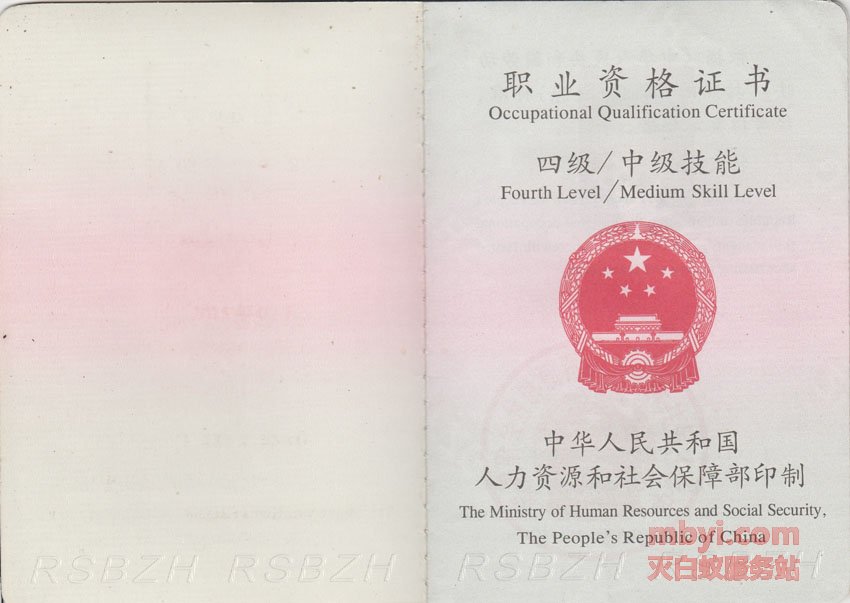 职业资格证书
Occupational Qualification Certificate
四级/中级技能
Fourth Level/Medium Skill Level
中华人民共和国
人力资源和社会保障部印制
The Ministry of Human Resources and Social Security,
The People's Republic of China
mbyi.com
灭白蚁服务站
RSBZH RSBZH RSBZH RSBZH